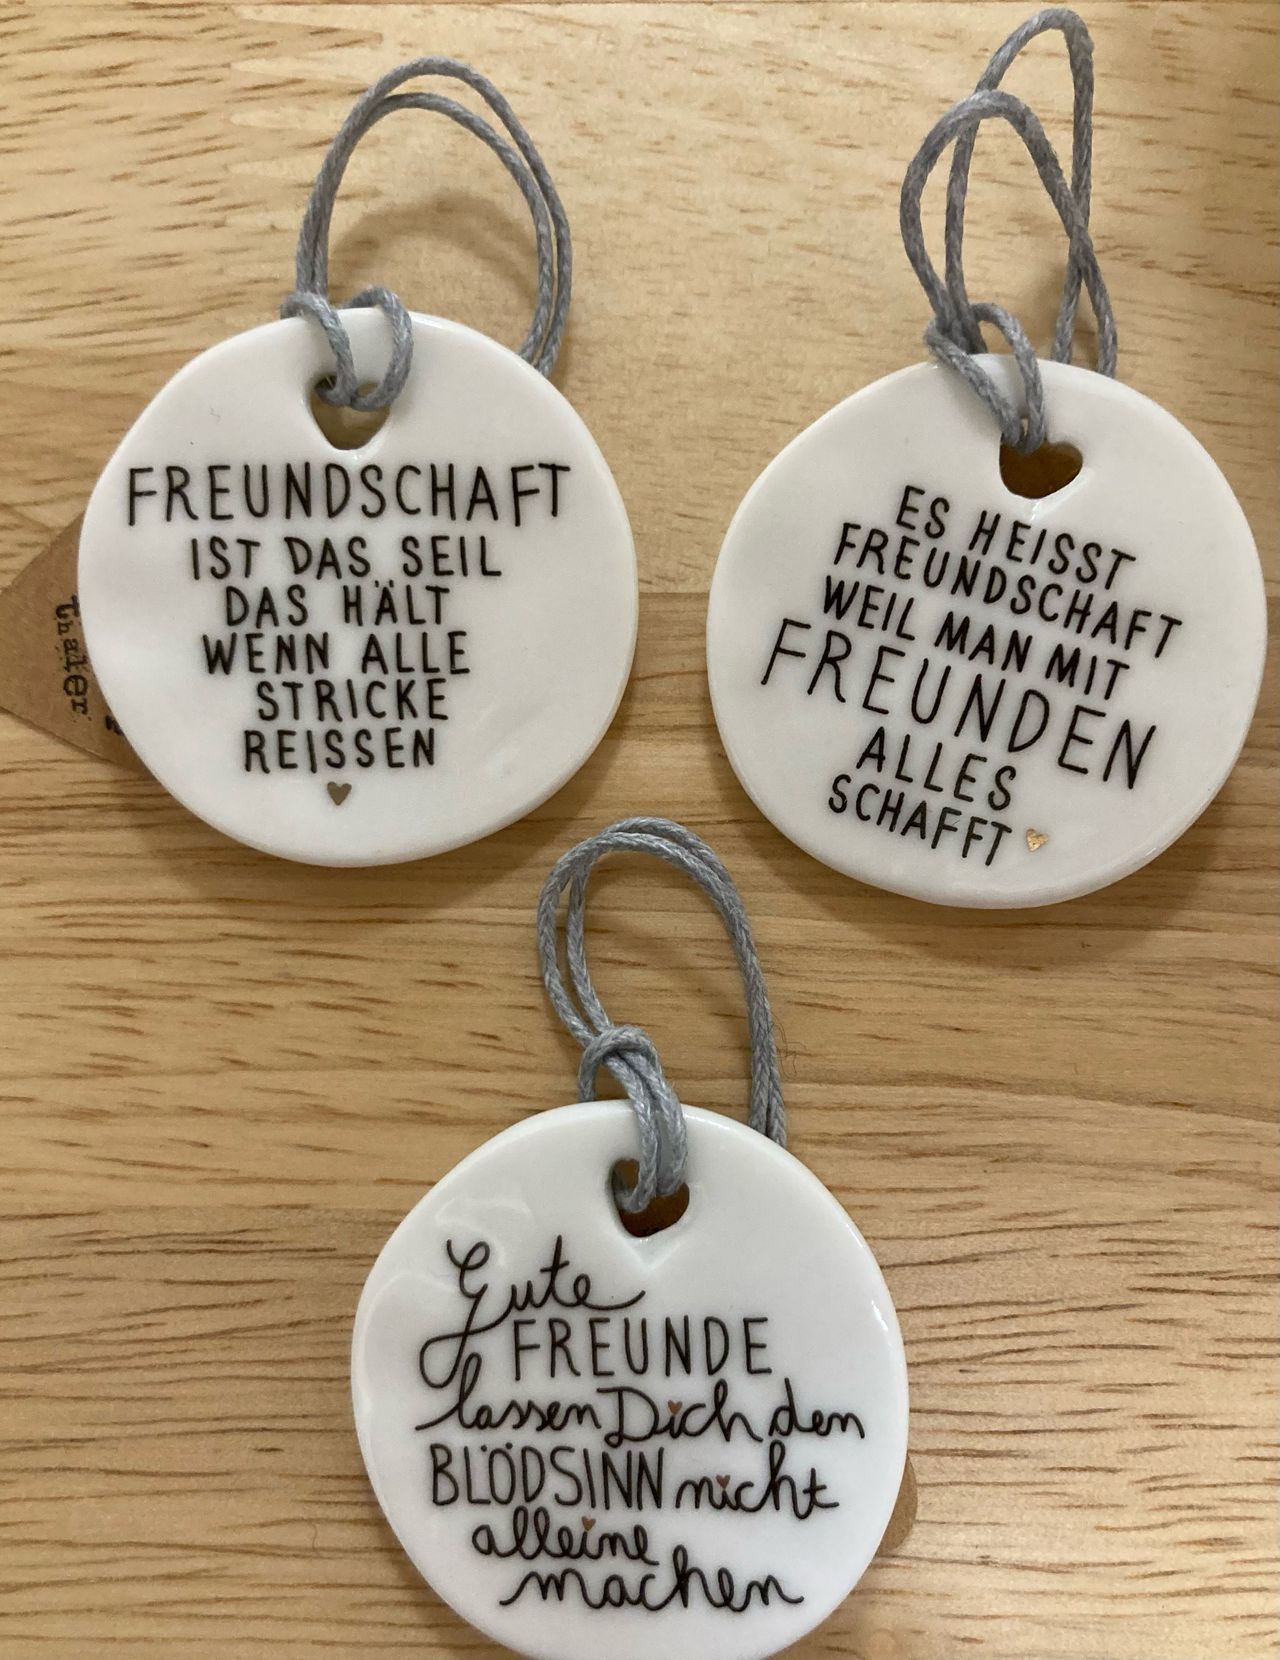 FREUNDSCHAFT
IST DAS SEIL
DAS HÄLT
WENN ALLE
STRICKE
REISSEN
ES HEISST
FREUNDSCHAFT
WEIL MAN MIT
FREUNDEN
ALLES
SCHAFFT
Gute
FREUNDE
lassen Dich den
BLÖDSINN nicht
alleine
machen
thaler